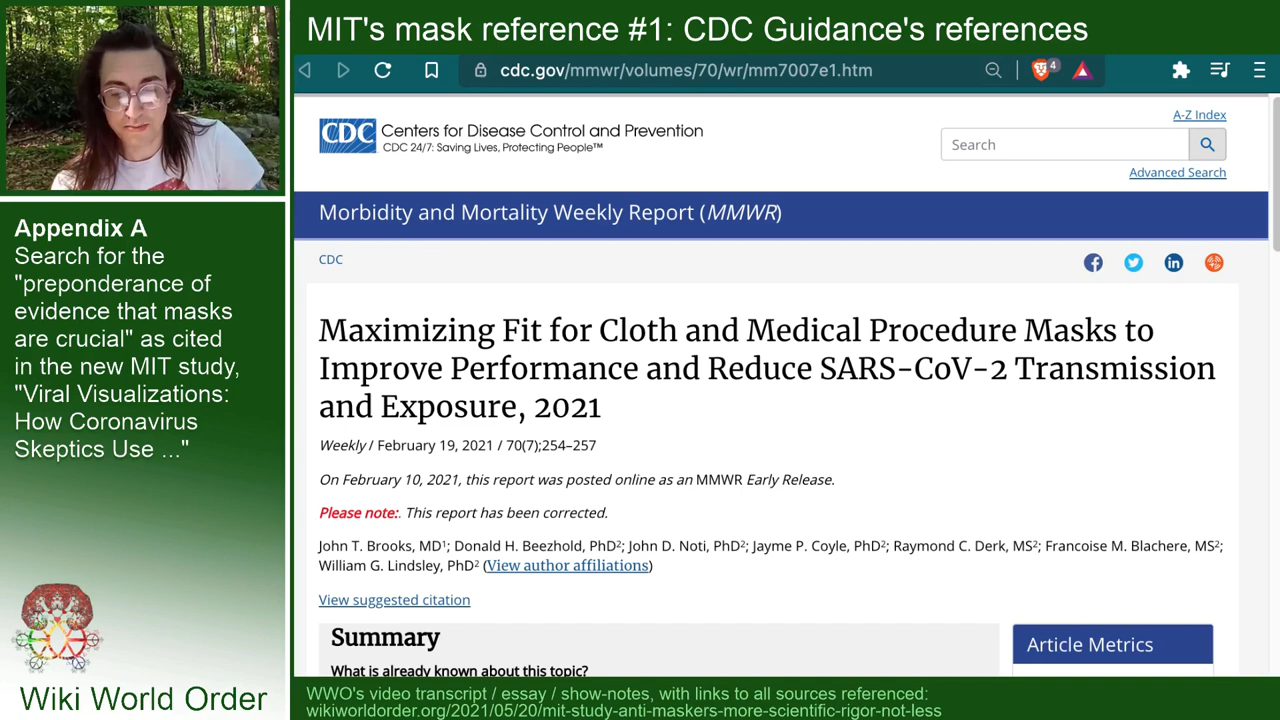 MIT's mask reference #1: CDC Guidance's references
cdc.gov/mmwr/volumes/70/wr/mm7007e1.htm
4
A-Z Index
CDC Centers for Disease Control and Prevention
CDC 24/7: Saving Lives, Protecting People™
Search
Advanced Search
Morbidity and Mortality Weekly Report (MMWR)
CDC
Maximizing Fit for Cloth and Medical Procedure Masks to
Improve Performance and Reduce SARS-CoV-2 Transmission
and Exposure, 2021
Weekly / February 19, 2021 / 70(7);254–257
On February 10, 2021, this report was posted online as an MMWR Early Release.
Please note:. This report has been corrected.
John T. Brooks, MD¹; Donald H. Beezhold, PhD²; John D. Noti, PhD²; Jayme P. Coyle, PhD²; Raymond C. Derk, MS²; Francoise M. Blachere, MS²;
William G. Lindsley, PhD² (View author affiliations)
View suggested citation
Summary
What is already known about this topic?
Article Metrics
Appendix A
Search for the
"preponderance of
evidence that masks
are crucial" as cited
in the new MIT study,
"Viral Visualizations:
How Coronavirus
Skeptics Use ..."
Wiki World Order
WWO's video transcript / essay / show-notes, with links to all sources referenced:
wikiworldorder.org/2021/05/20/mit-study-anti-maskers-more-scientific-rigor-not-less